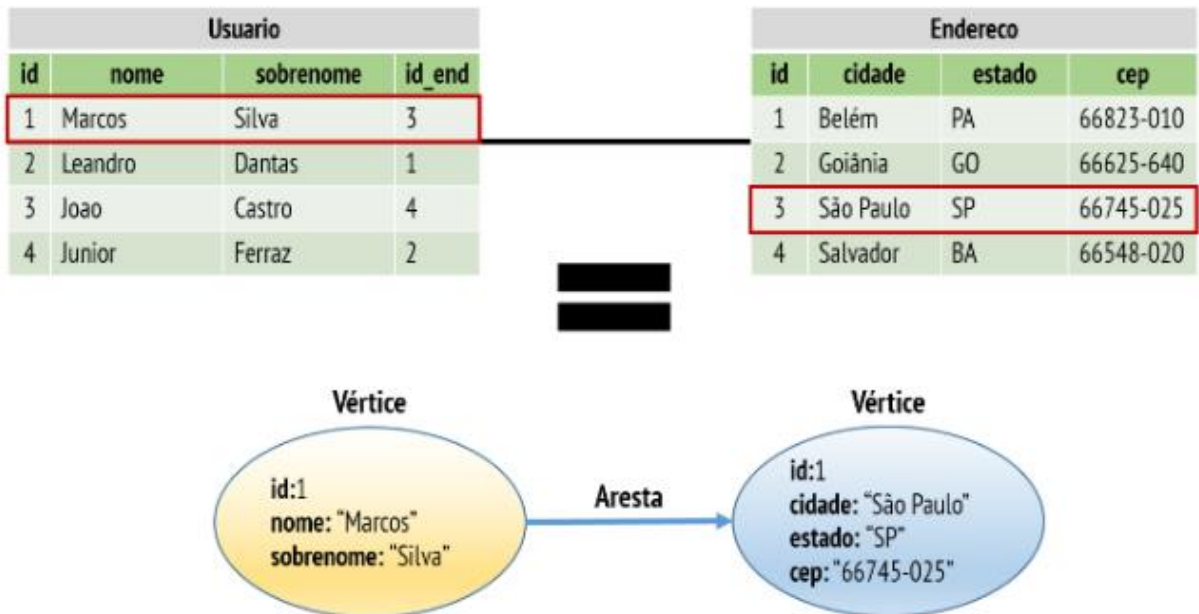 Usuario
id nome sobrenome id_end
1 Marcos Silva 3
2 Leandro Dantas 1
3 Joao Castro 4
4 Junior Ferraz 2
Endereco
id cidade estado cep
1 Belém PA 66823-010
2 Goiânia GO 66625-640
3 São Paulo SP 66745-025
4 Salvador BA 66548-020
Vértice
id:1
nome: "Marcos"
sobrenome: "Silva"
Aresta
Vértice
id:1
cidade: "São Paulo"
estado: "SP"
cep: "66745-025"